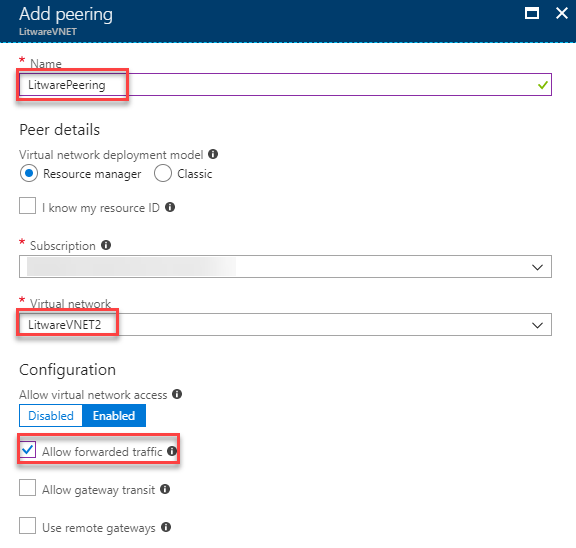 Add peering
LitwareVNET
* Name
LitwarePeering
Peer details
Virtual network deployment model
Resource manager Classic
I know my resource ID
* Subscription
* Virtual network
LitwareVNET2
Configuration
Allow virtual network access
Disabled Enabled
Allow forwarded traffic
Allow gateway transit
Use remote gateways